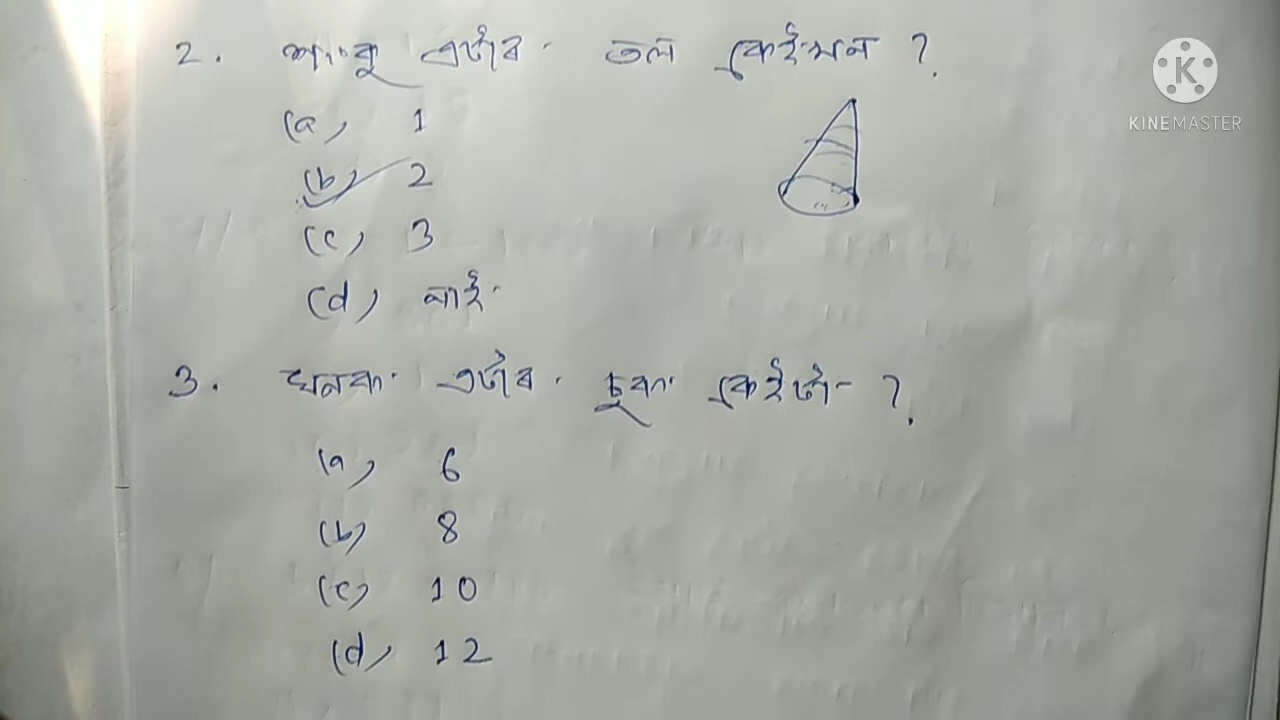 2. শংকু এটাৰ তল কেইখন ?
(a) 1
(b) 2
(c) 3
(d) নাই
3. ঘনক এটাৰ চুক কেইটা ?
(a) 6
(b) 8
(c) 10
(d) 12
KINEMASTER